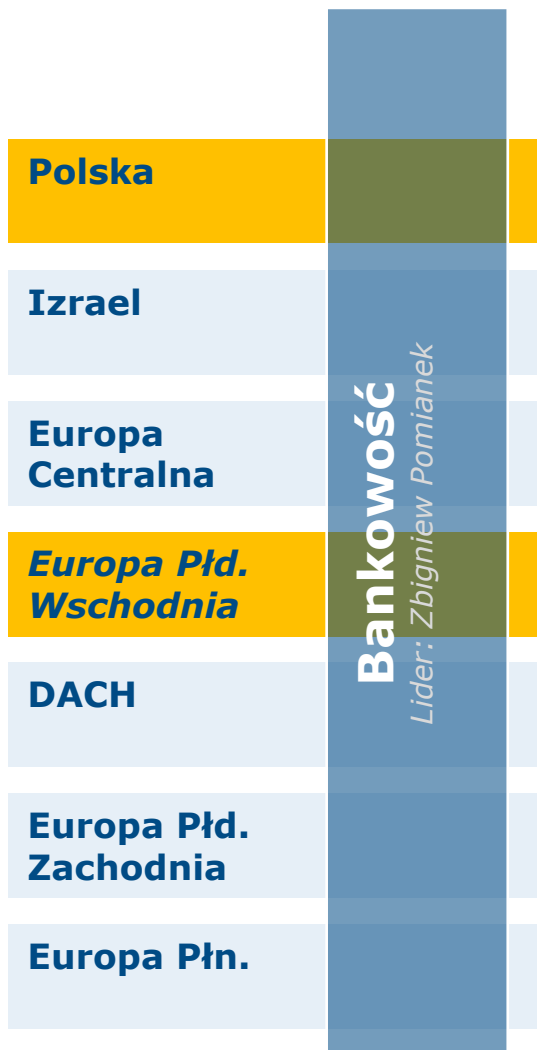 Polska
Izrael
Europa
Centralna
Europa Płd.
Wschodnia
DACH
Europa Płd.
Zachodnia
Europa Płn.
Bankowość
Lider: Zbigniew Pomianek